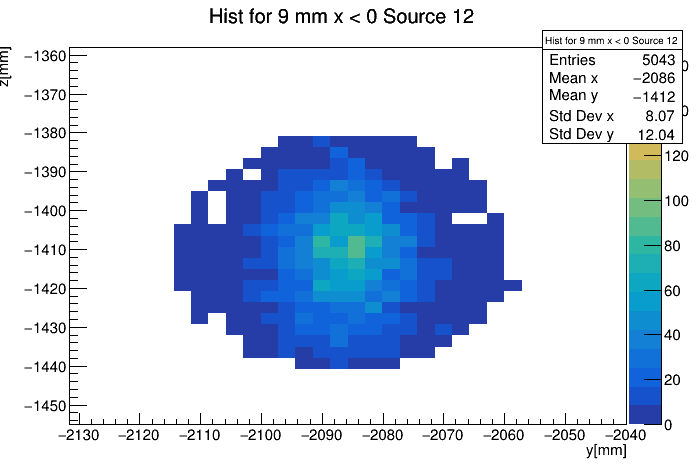 Hist for 9 mm x < 0 Source 12
z[mm]
Hist for 9 mm x < 0 Source 12
Entries 5043
Mean x −2086
Mean y −1412
Std Dev x 8.07
Std Dev y 12.04
−1360
−1370
−1380
−1390
−1400
−1410
−1420
−1430
−1440
−1450
0
0
120
100
80
60
40
20
0
−2130 −2120 −2110 −2100 −2090 −2080 −2070 −2060 −2050 −2040
y[mm]